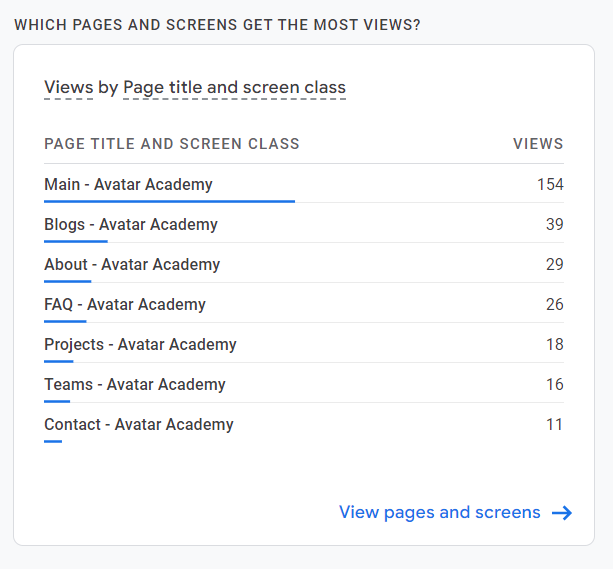 WHICH PAGES AND SCREENS GET THE MOST VIEWS?
Views by Page title and screen class
PAGE TITLE AND SCREEN CLASS VIEWS
Main - Avatar Academy 154
Blogs - Avatar Academy 39
About - Avatar Academy 29
FAQ - Avatar Academy 26
Projects - Avatar Academy 18
Teams - Avatar Academy 16
Contact - Avatar Academy 11
View pages and screens